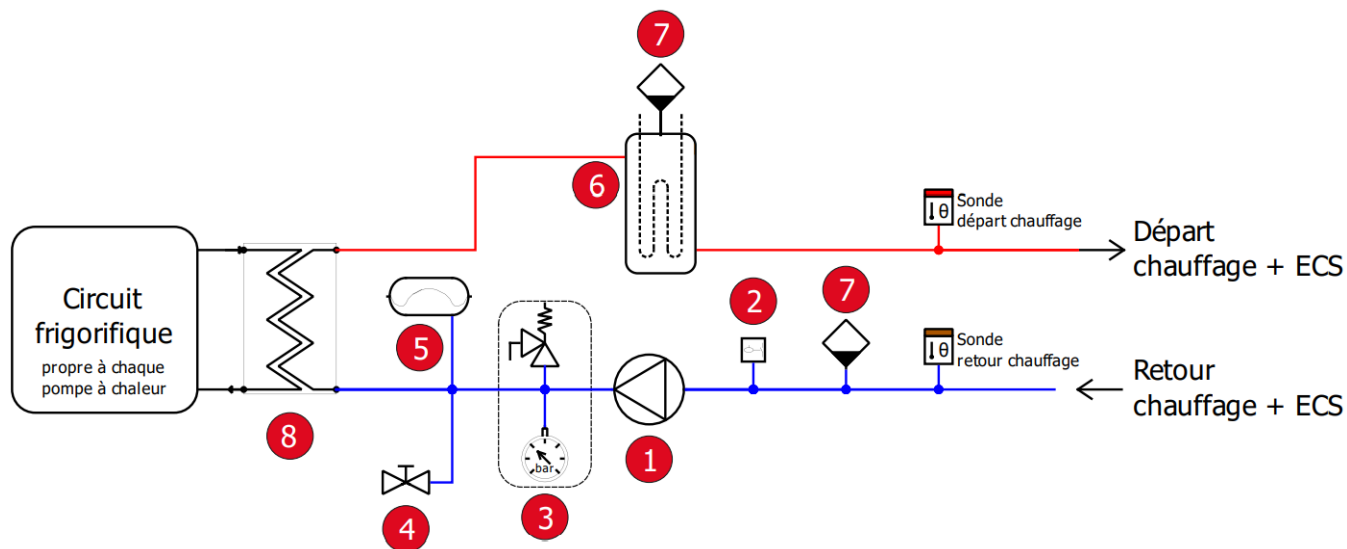 7
6
Sonde
départ chauffage
Départ
chauffage + ECS
Circuit
frigorifique
propre à chaque
pompe à chaleur
5
2
7
Sonde
retour chauffage
Retour
chauffage + ECS
8
bar
1
4
3
θ
θ